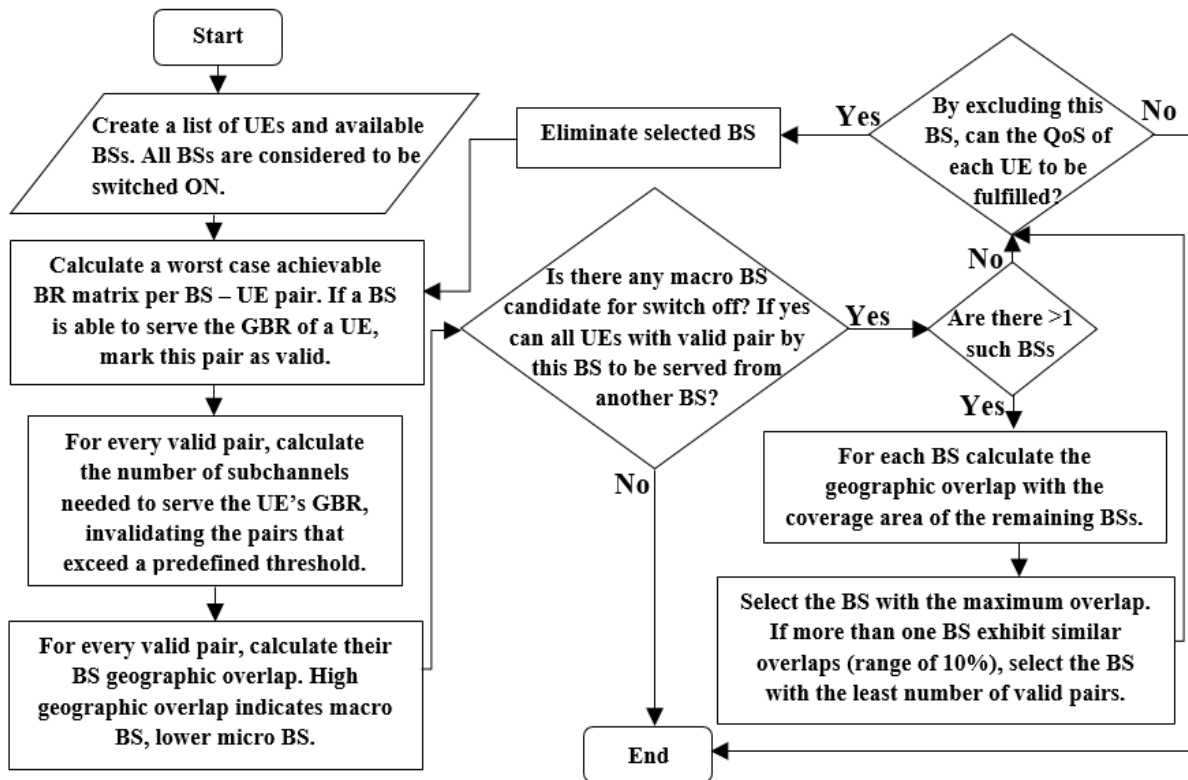 Start
Create a list of UEs and available
BSs. All BSs are considered to be
switched ON.
Calculate a worst case achievable
BR matrix per BS – UE pair. If a BS
is able to serve the GBR of a UE,
mark this pair as valid.
For every valid pair, calculate
the number of subchannels
needed to serve the UE’s GBR,
invalidating the pairs that
exceed a predefined threshold.
For every valid pair, calculate their
BS geographic overlap. High
geographic overlap indicates macro
BS, lower micro BS.
Is there any macro BS
candidate for switch off? If yes
can all UEs with valid pair by
this BS to be served from
another BS?
Yes
No
Are there >1
such BSs
No
Yes
For each BS calculate the
geographic overlap with the
coverage area of the remaining BSs.
Select the BS with the maximum overlap.
If more than one BS exhibit similar
overlaps (range of 10%), select the BS
with the least number of valid pairs.
By excluding this
BS, can the QoS of
each UE to be
fulfilled?
Yes
No
Eliminate selected BS
End